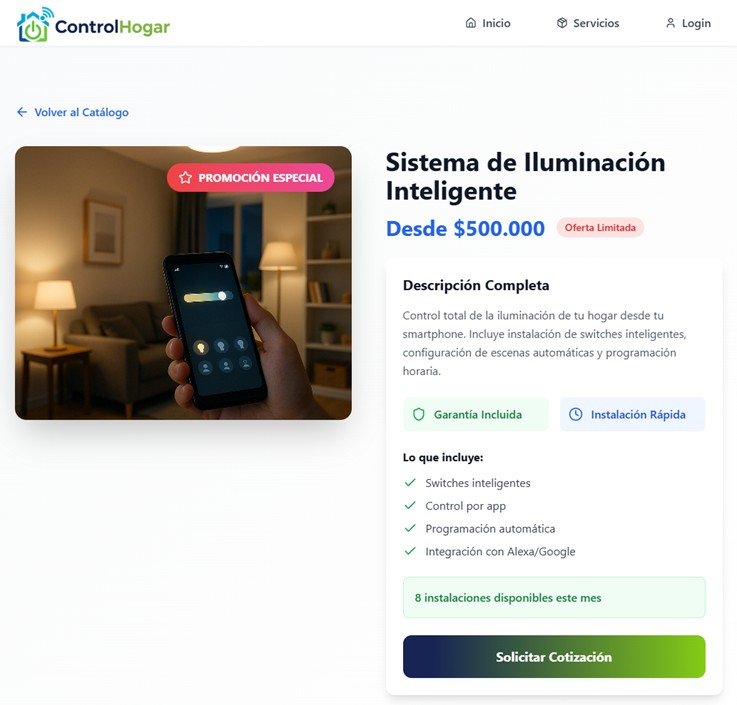 ControlHogar
Inicio
Servicios
Login
Volver al Catálogo
PROMOCIÓN ESPECIAL
Sistema de Iluminación
Inteligente
Desde $500.000
Oferta Limitada
Descripción Completa
Control total de la iluminación de tu hogar desde tu
smartphone. Incluye instalación de switches inteligentes,
configuración de escenas automáticas y programación
horaria.
Garantía Incluida
Instalación Rápida
Lo que incluye:
Switches inteligentes
Control por app
Programación automática
Integración con Alexa/Google
8 instalaciones disponibles este mes
Solicitar Cotización